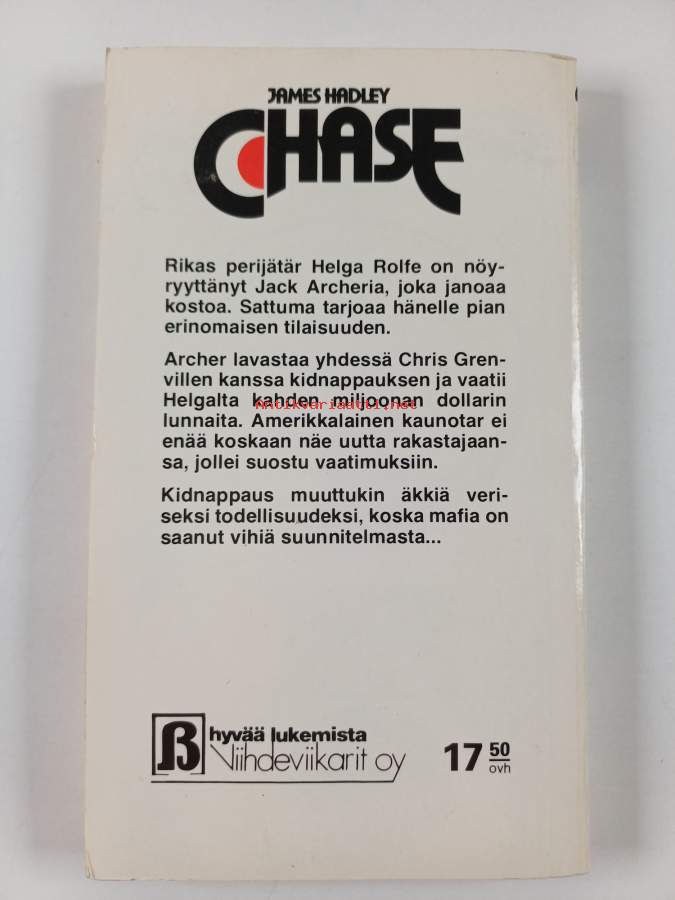 JAMES HADLEY
CHASE
Rikas perijätär Helga Rolfe on nöy-
ryyttänyt Jack Archeria, joka janoaa
kostoa. Sattuma tarjoaa hänelle pian
erinomaisen tilaisuuden.
Archer lavastaa yhdessä Chris Gren-
villen kanssa kidnappauksen ja vaatii
Helgalta kahden miljoonan dollarin
Antikvariaatti.net
lunnaita. Amerikkalainen kaunotar ei
enää koskaan näe uutta rakastajaan-
sa, jollei suostu vaatimuksiin.
Kidnappaus muuttukin äkkiä veri-
seksi todellisuudeksi, koska mafia on
saanut vihiä suunnitelmasta...
hyvää lukemista
Viihdeviikarit oy
17 50
ovh